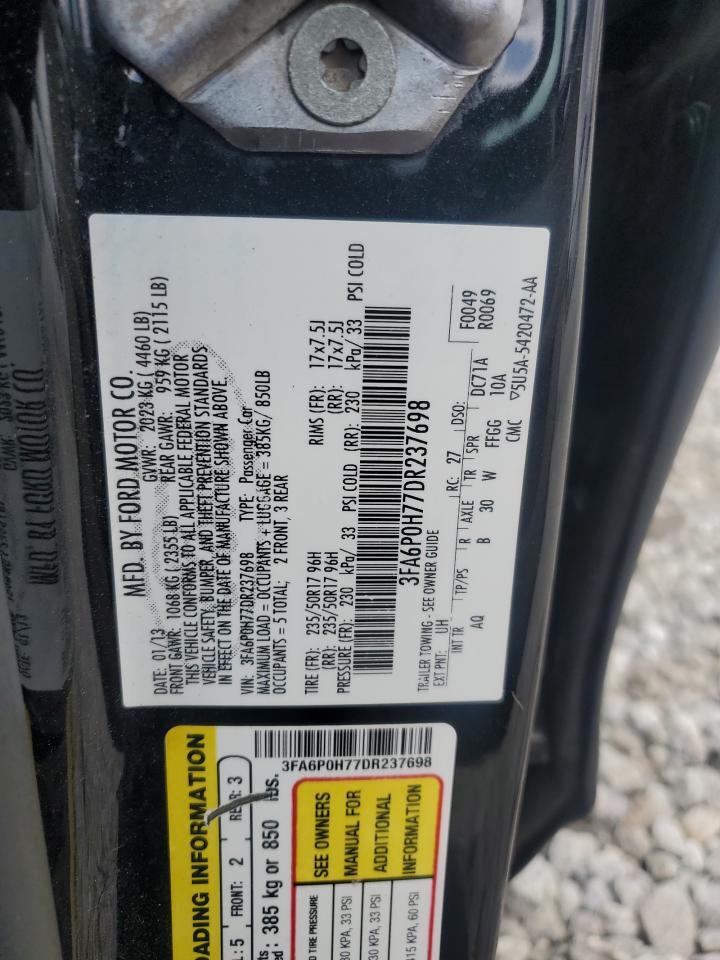 MFD. BY FORD MOTOR CO.
DATE: 01/13 GVWR: 2023 KG ( 4460 LB)
FRONT GAWR: 1068 KG ( 2355 LB) REAR GAWR: 959 KG ( 2115 LB)
THIS VEHICLE CONFORMS TO ALL APPLICABLE FEDERAL MOTOR
VEHICLE SAFETY, BUMPER, AND THEFT PREVENTION STANDARDS
IN EFFECT ON THE DATE OF MANUFACTURE SHOWN ABOVE.
VIN: 3FA6P0H77DR237698 TYPE: Passenger Car
MAXIMUM LOAD = OCCUPANTS + LUGGAGE = 385KG/ 850LB
OCCUPANTS = 5 TOTAL: 2 FRONT, 3 REAR
TIRE (FR): 235/50R17 96H RIMS (FR): 17x7.5J
(RR): 235/50R17 96H (RR): 17x7.5J
PRESSURE (FR): 230 kPa/ 33 PSI COLD (RR): 230 kPa/ 33 PSI COLD
3FA6P0H77DR237698
TRAILER TOWING - SEE OWNER GUIDE
EXT PNT: UH RC: 27 DSO: F0049
R0069
INT TR TP/PS R AXLE TR SPR DC71A
AQ B 30 W FFGG 10A
CMC ▽5U5A-5420472-AA
3FA6P0H77DR237698
LOADING INFORMATION
5 FRONT: 2 REAR: 3
385 kg or 850 lbs.
SEE OWNERS
MANUAL FOR
ADDITIONAL
INFORMATION
TIRE PRESSURE
KPA, 33 PSI
KPA, 33 PSI
KPA, 60 PSI